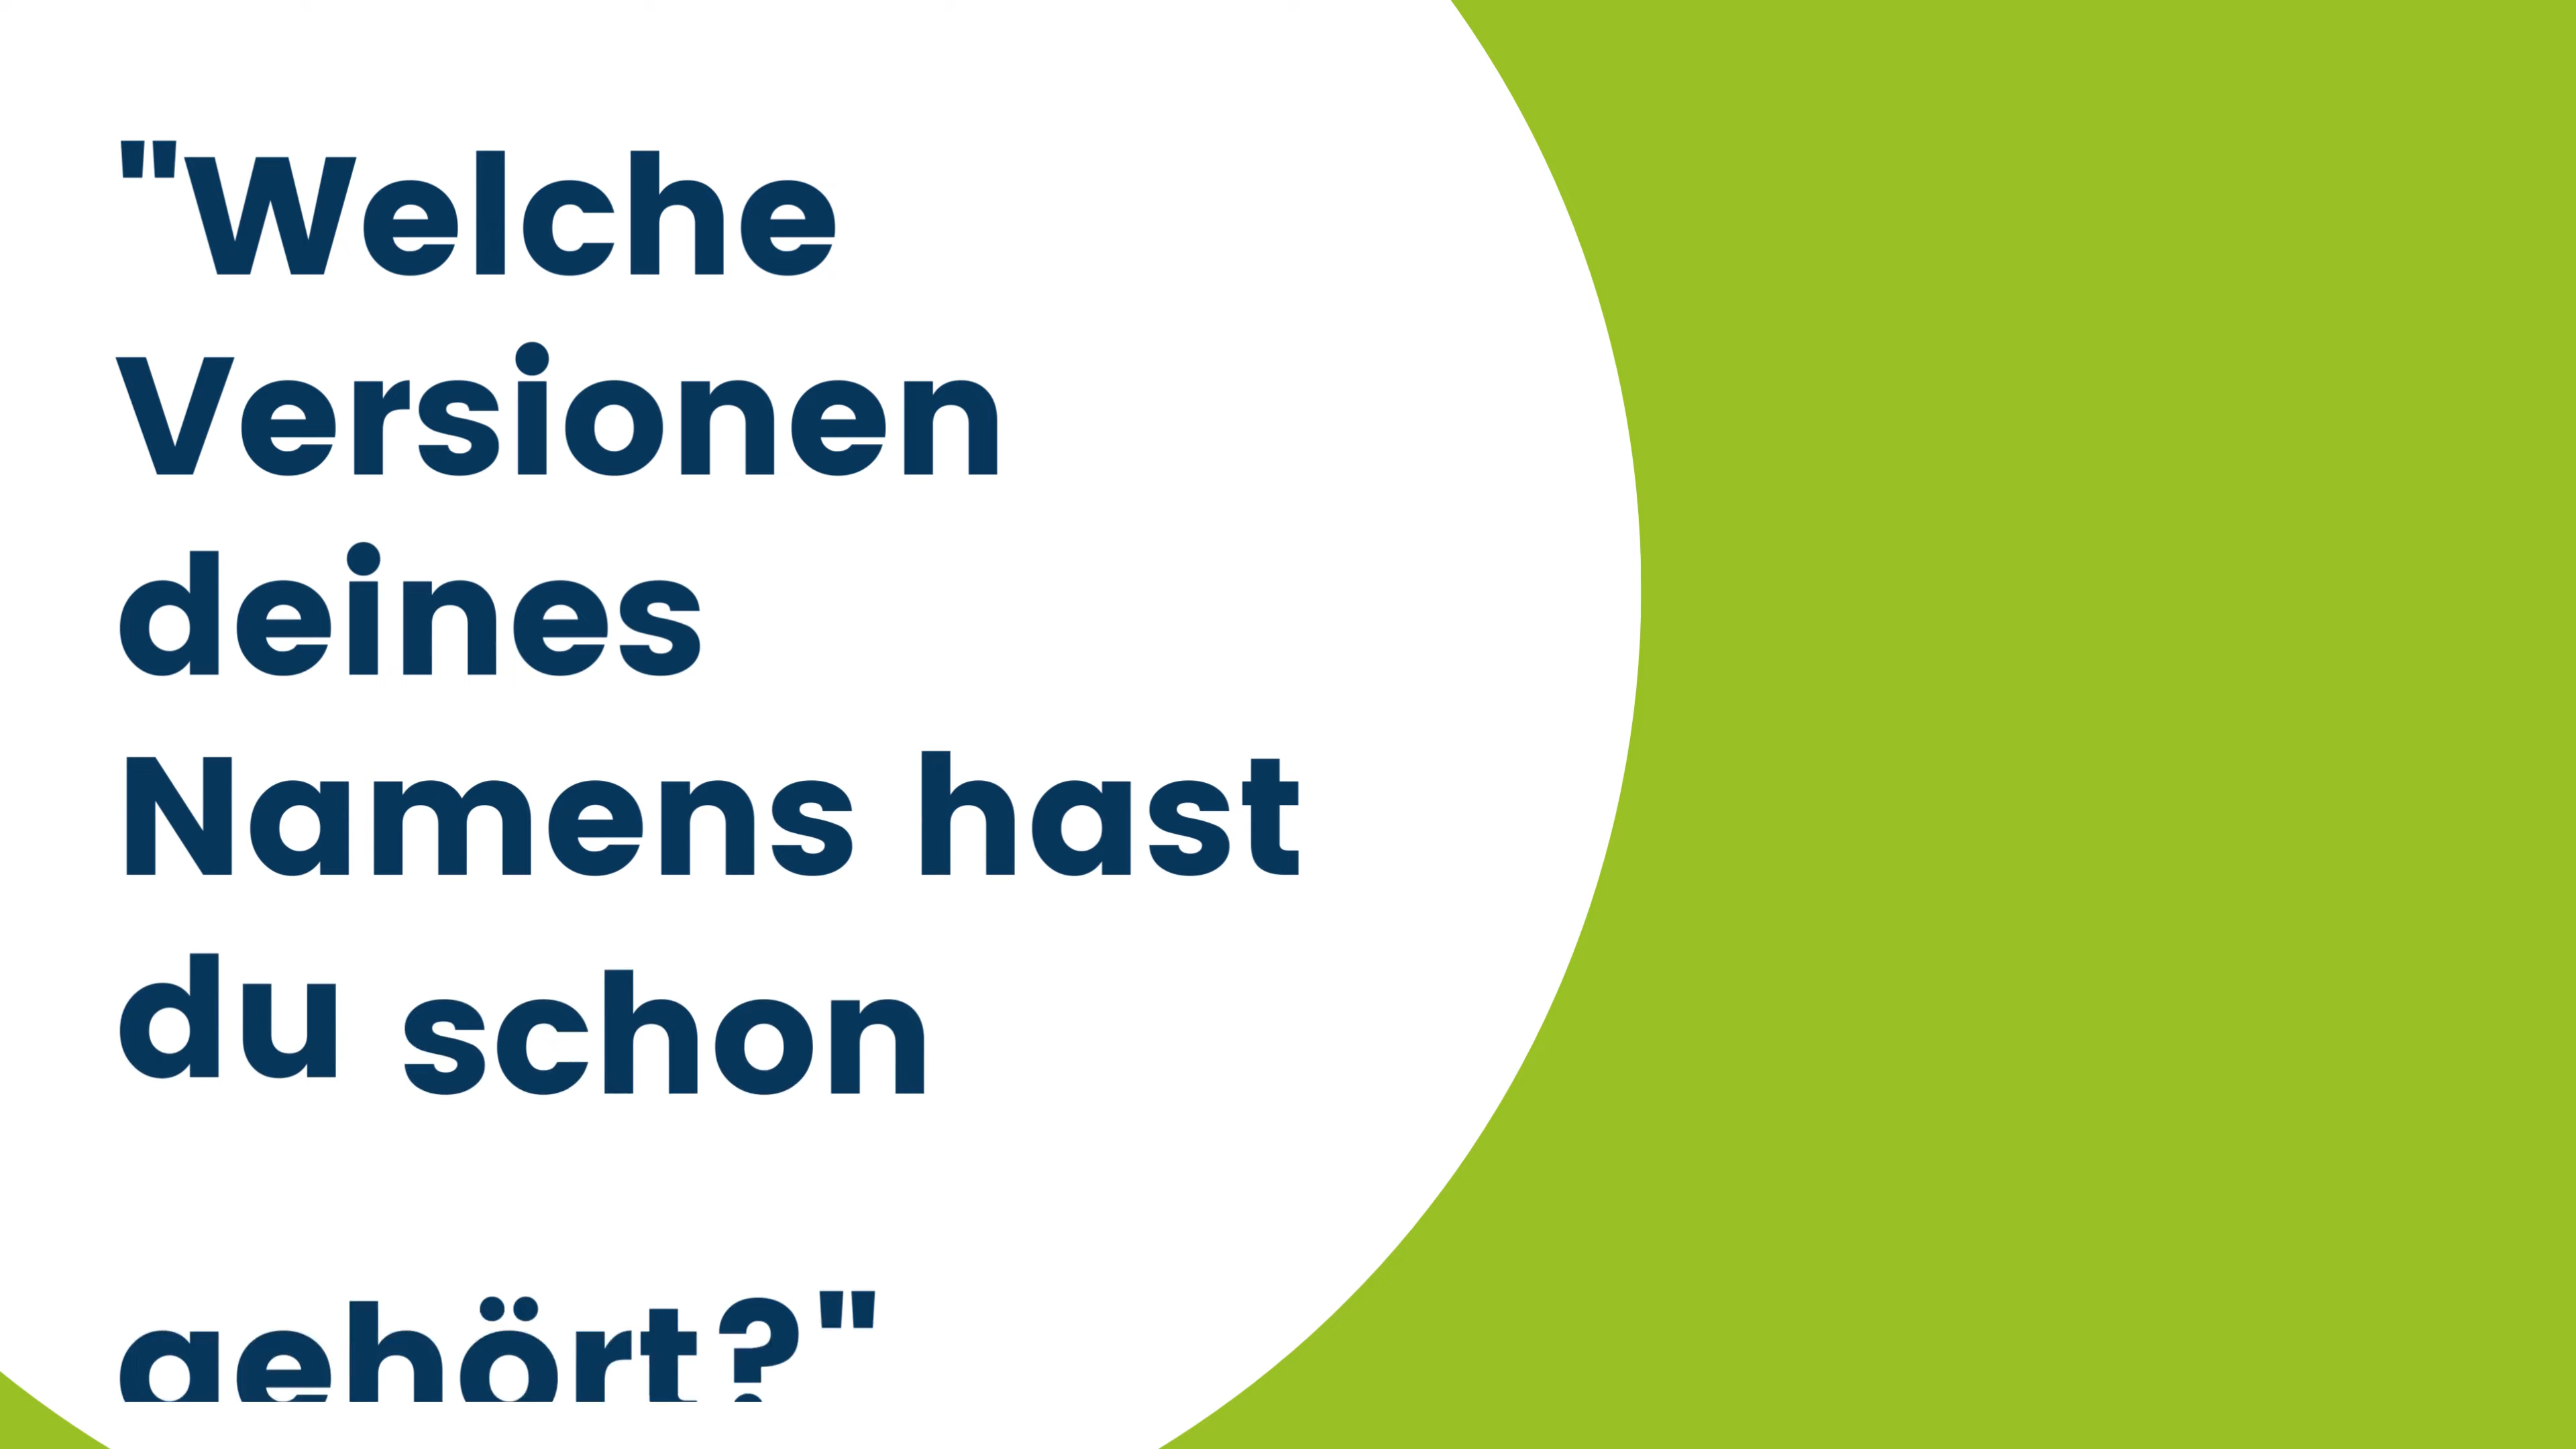 "Welche
Versionen
deines
Namens hast
du schon
gehört?"